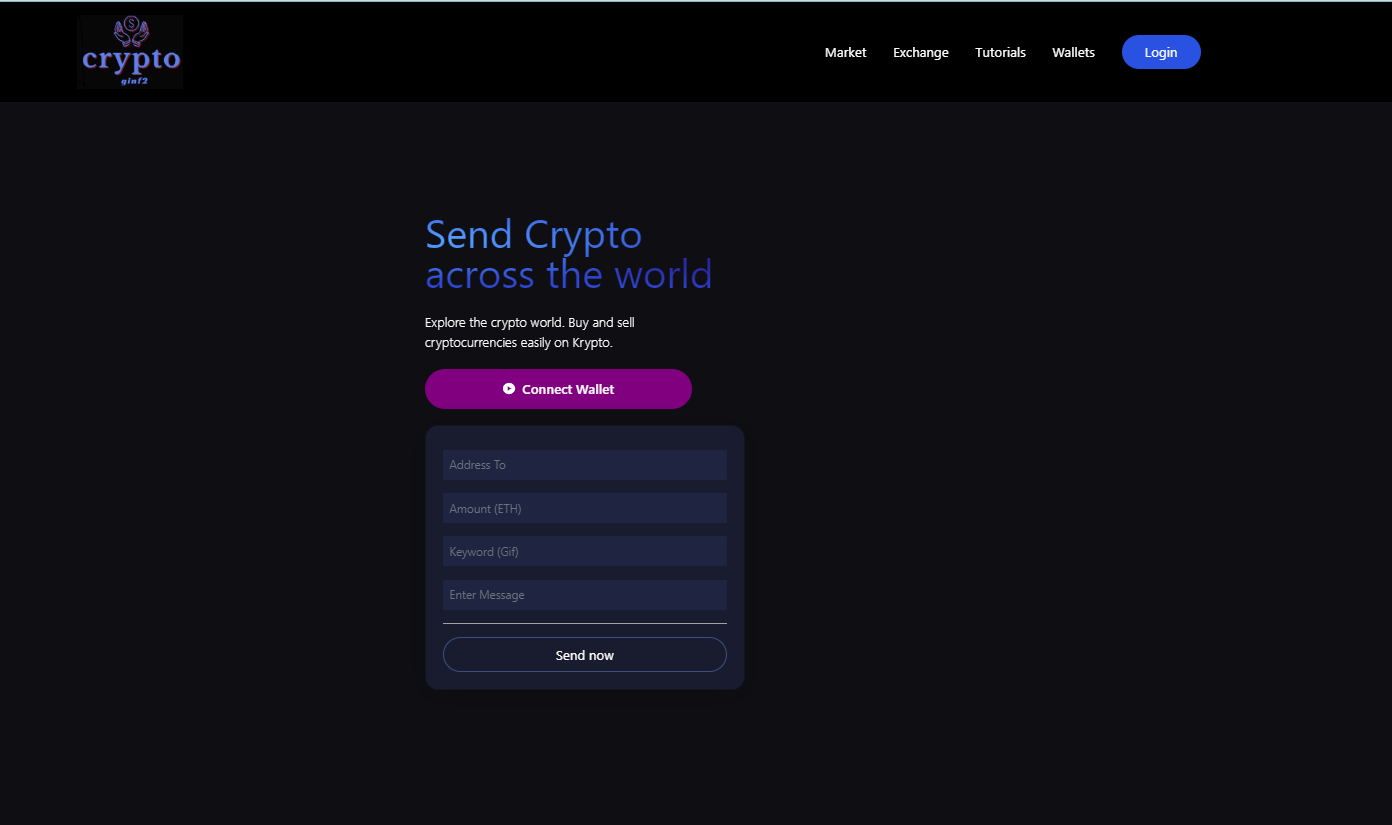 crypto
ginf2
Market
Exchange
Tutorials
Wallets
Login
Send Crypto
across the world
Explore the crypto world. Buy and sell
cryptocurrencies easily on Krypto.
Connect Wallet
Address To
Amount (ETH)
Keyword (Gif)
Enter Message
Send now